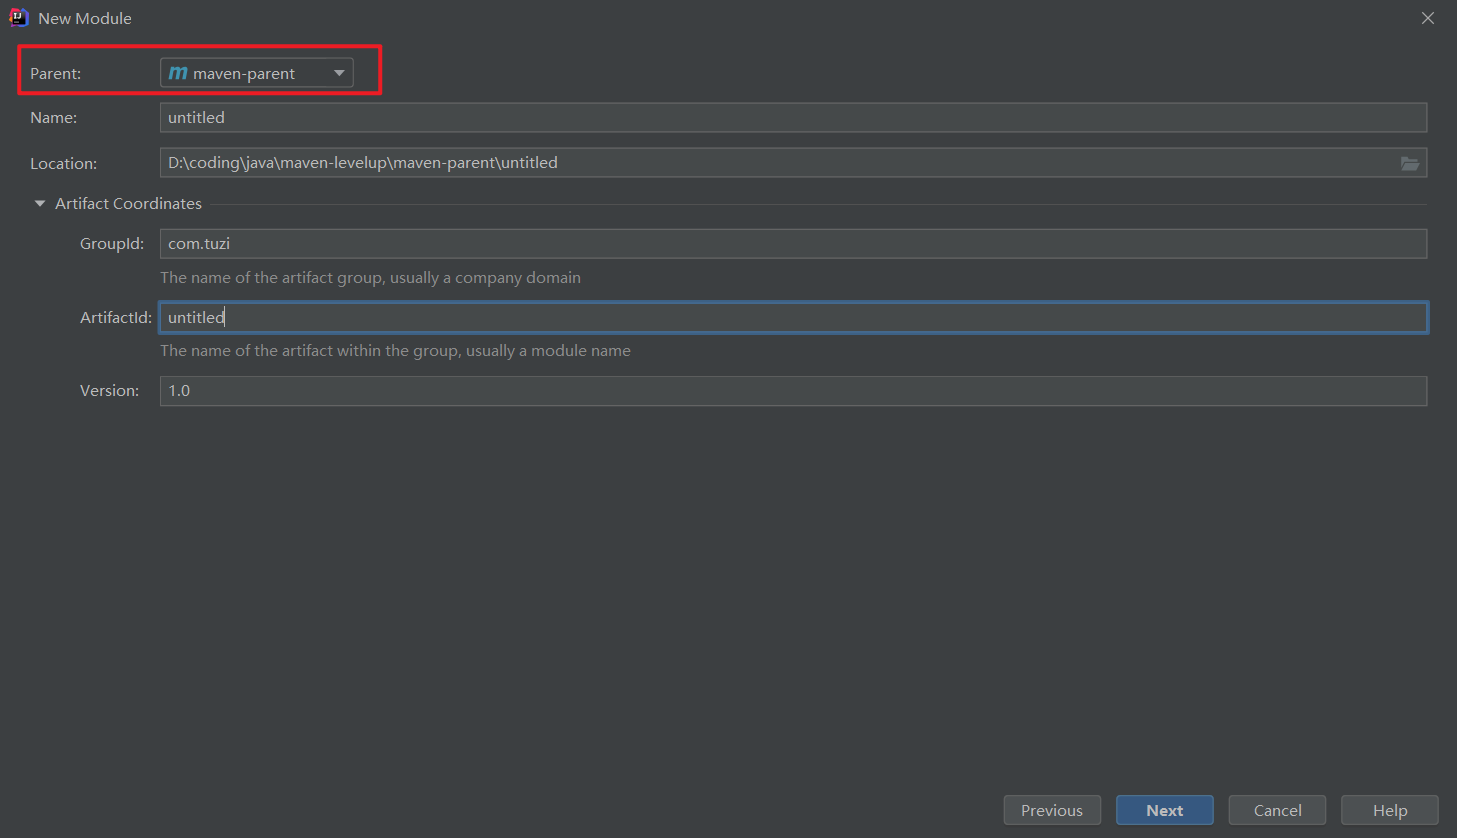 New Module
Parent: maven-parent
Name: untitled
Location: D:\coding\java\maven-levelup\maven-parent\untitled
Artifact Coordinates
GroupId: com.tuzi
The name of the artifact group, usually a company domain
ArtifactId: untitled
The name of the artifact within the group, usually a module name
Version: 1.0
Previous Next Cancel Help